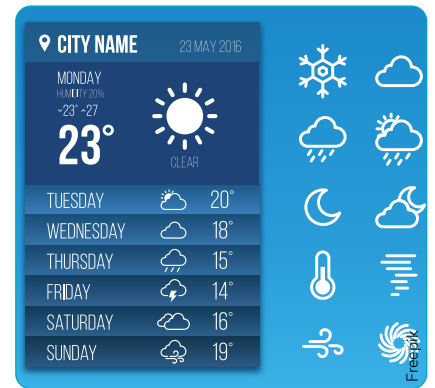 CITY NAME 23 MAY 2016
MONDAY
HUMIDITY 20%
˅23° ˄27
23°
CLEAR
TUESDAY 20°
WEDNESDAY 18°
THURSDAY 15°
FRIDAY 14°
SATURDAY 16°
SUNDAY 19°
Freepik